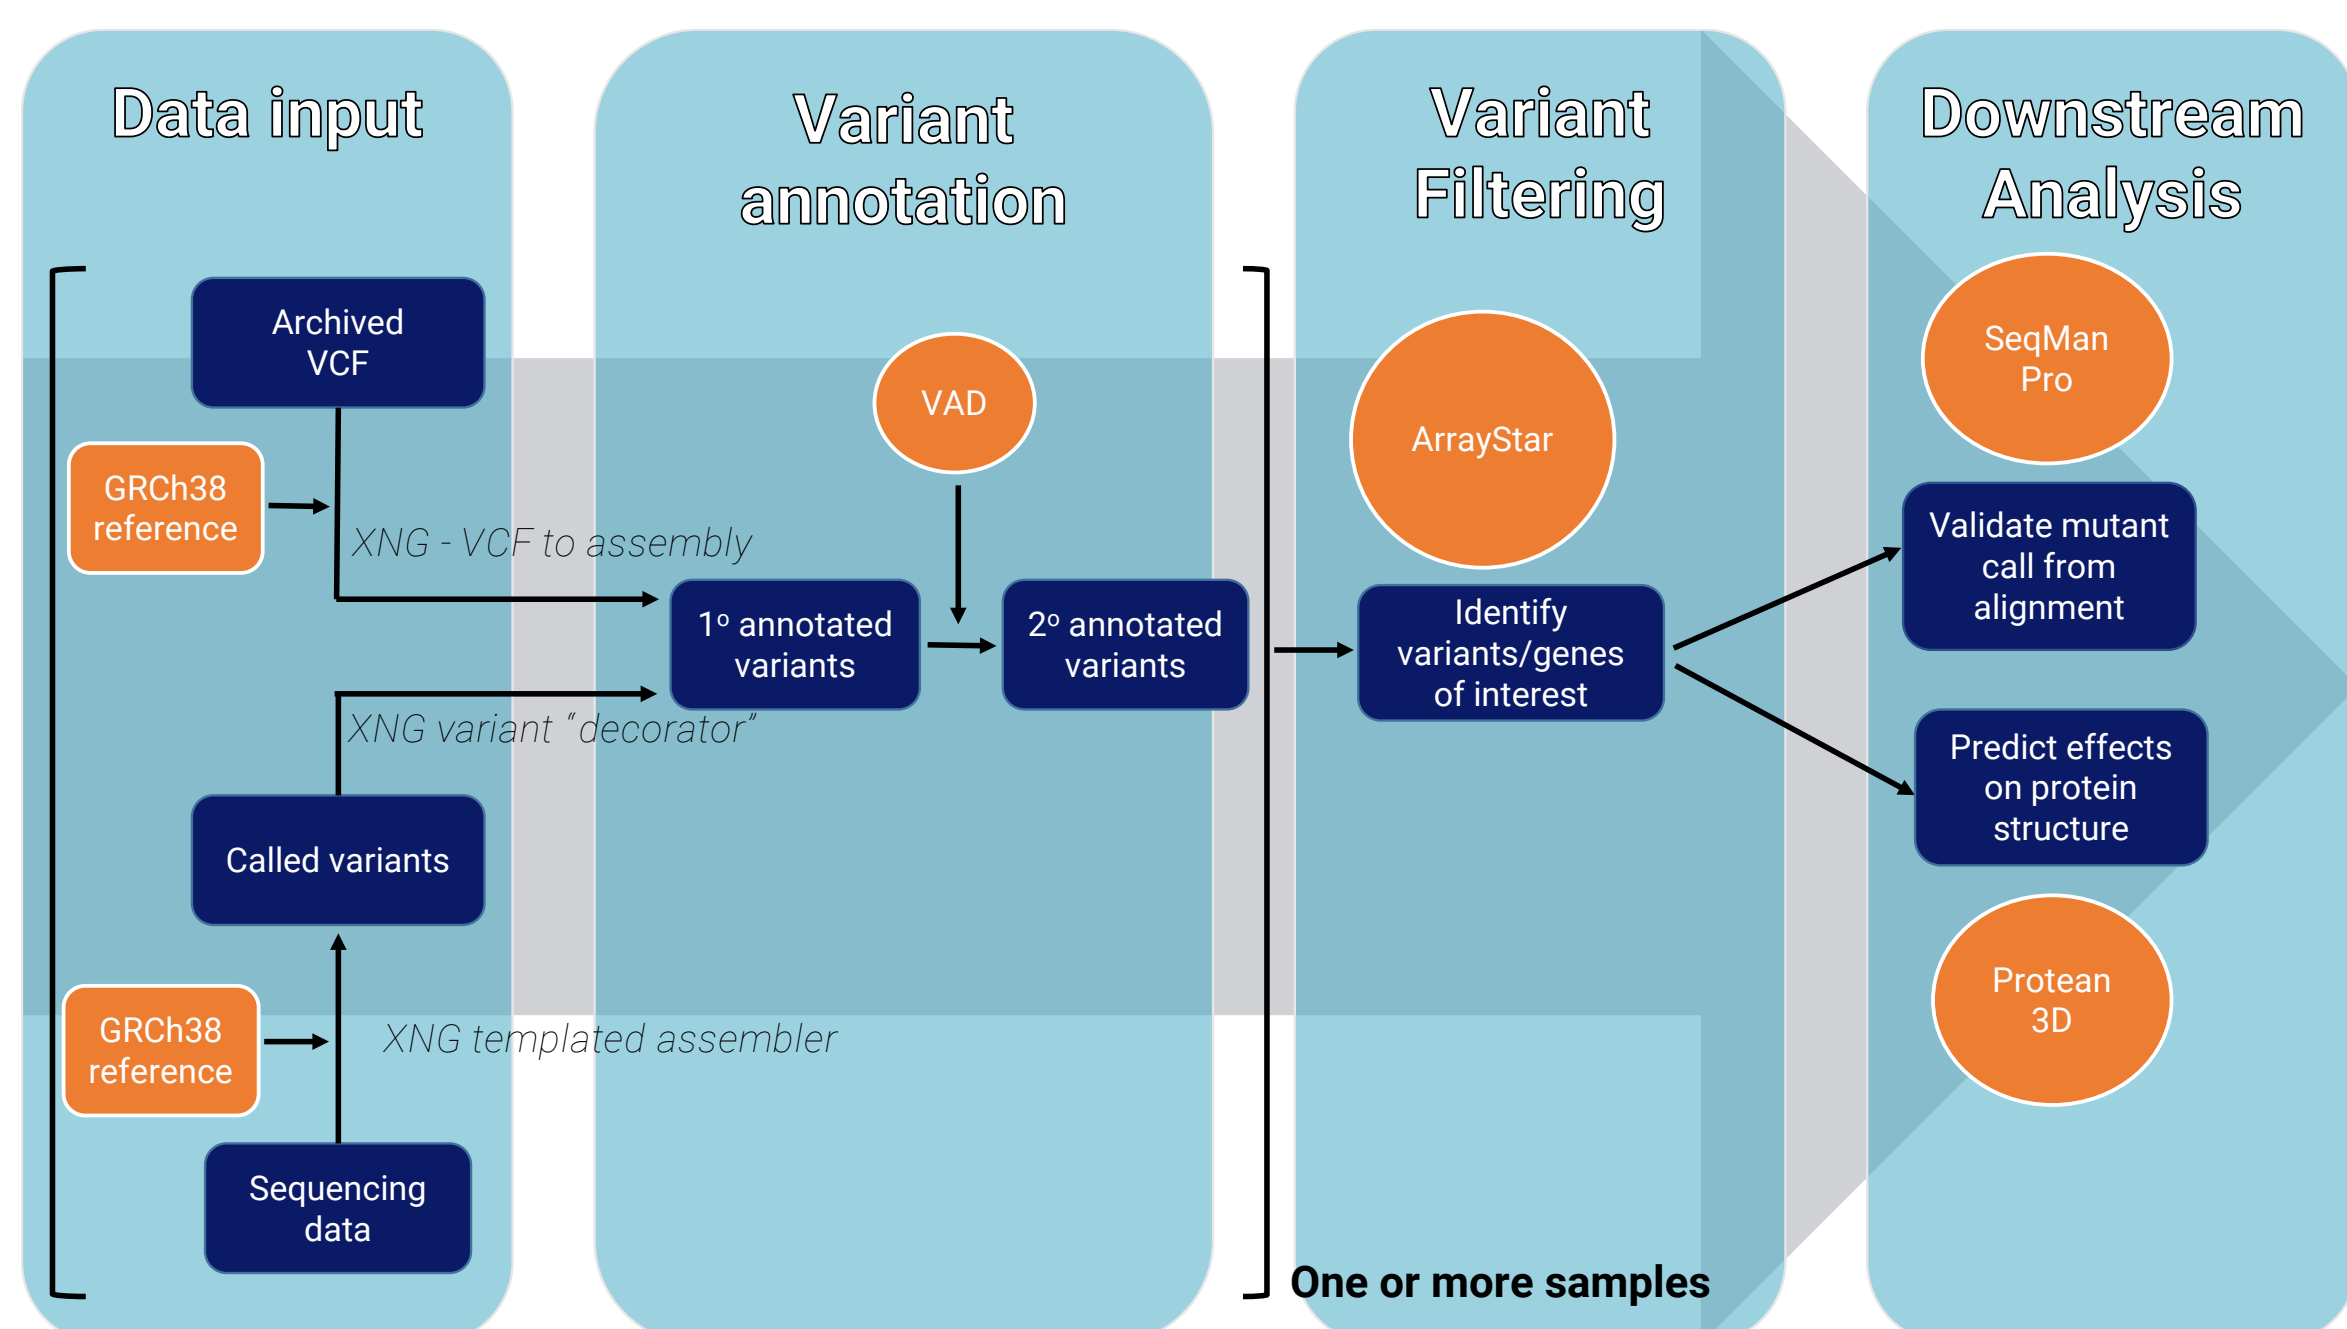 Data input
Archived
VCF
GRCh38
reference
XNG - VCF to assembly
XNG variant “decorator”
Called variants
GRCh38
reference
XNG templated assembler
Sequencing
data
Variant
annotation
VAD
1º annotated
variants
2º annotated
variants
Variant
Filtering
ArrayStar
Identify
variants/genes
of interest
One or more samples
Downstream
Analysis
SeqMan
Pro
Validate mutant
call from
alignment
Predict effects
on protein
structure
Protean
3D